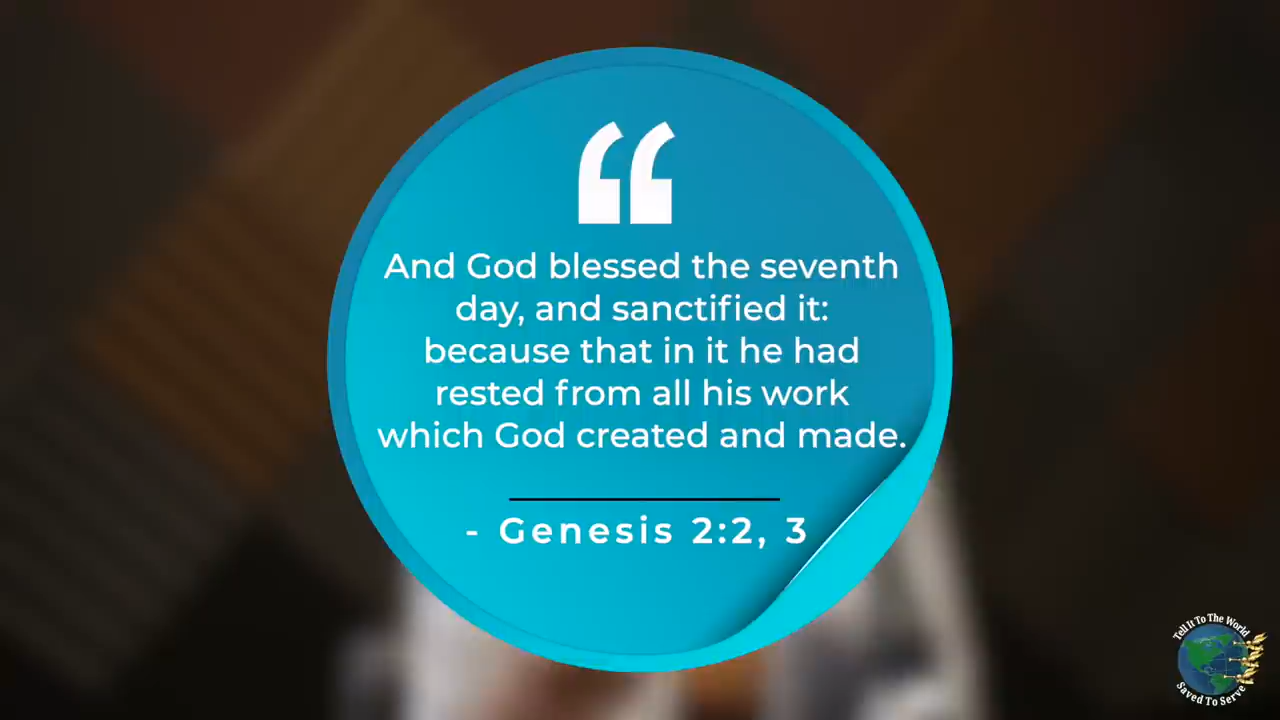 “
And God blessed the seventh
day, and sanctified it:
because that in it he had
rested from all his work
which God created and made.
- Genesis 2:2, 3
Tell It To The World
Saved To Serve